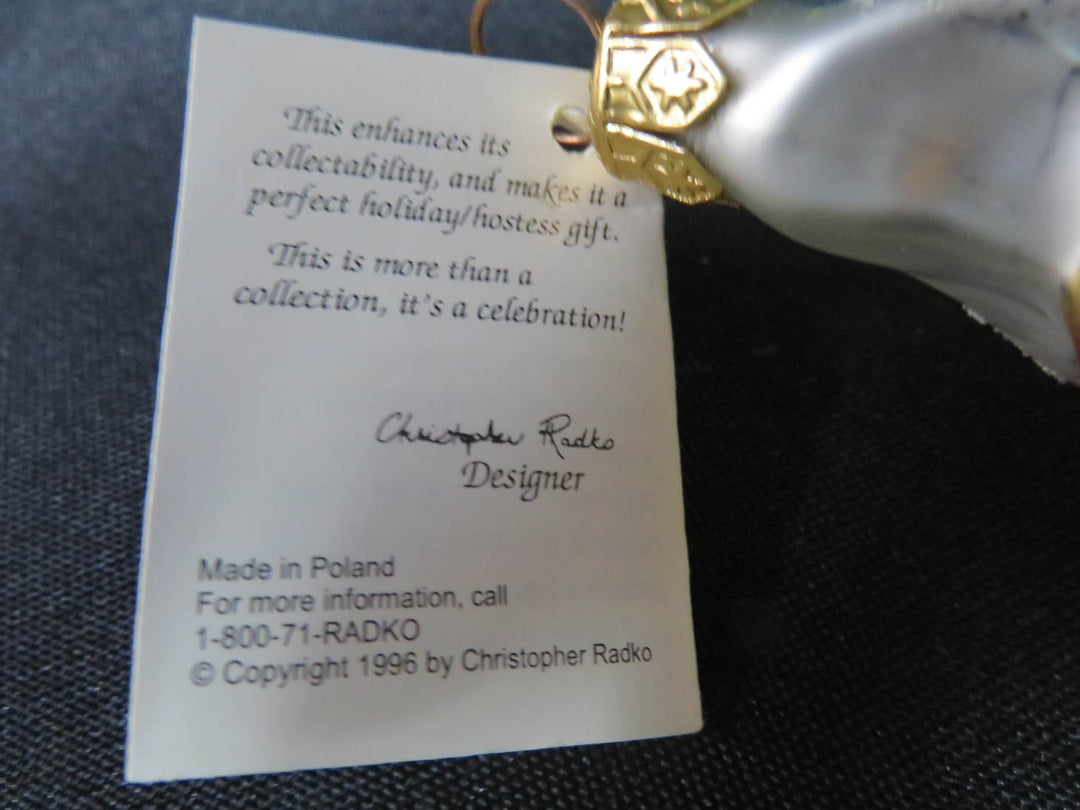 This enhances its
collectability, and makes it a
perfect holiday/hostess gift.
This is more than a
collection, it's a celebration!
Christopher Radko
Designer
Made in Poland
For more information, call
1-800-71-RADKO
© Copyright 1996 by Christopher Radko